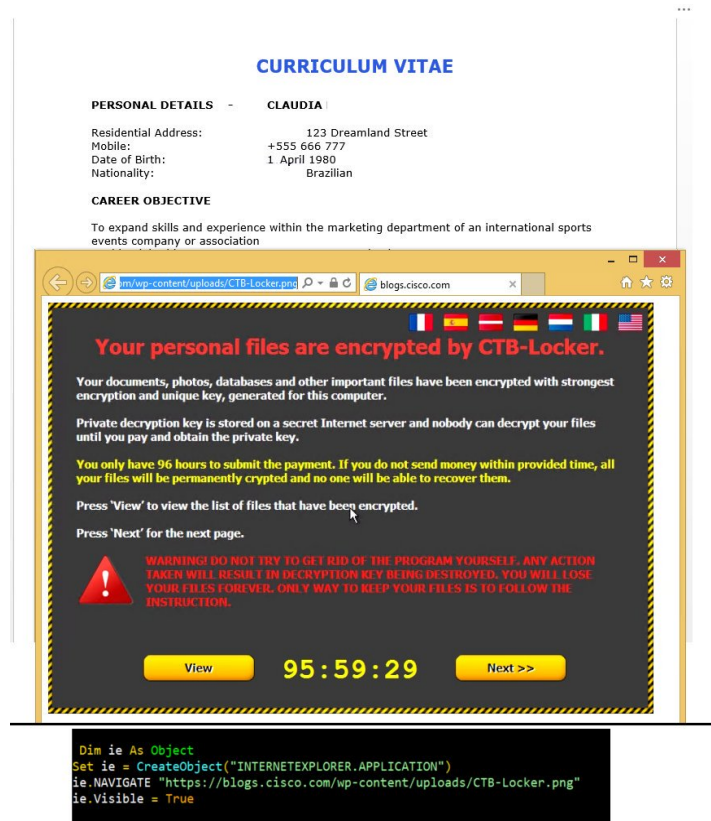 ...
CURRICULUM VITAE
PERSONAL DETAILS - CLAUDIA
Residential Address: 123 Dreamland Street
Mobile: +555 666 777
Date of Birth: 1 April 1980
Nationality: Brazilian
CAREER OBJECTIVE
To expand skills and experience within the marketing department of an international sports
events company or association
m/wp-content/uploads/CTB-Locker.png
blogs.cisco.com
Your personal files are encrypted by CTB-Locker.
Your documents, photos, databases and other important files have been encrypted with strongest
encryption and unique key, generated for this computer.
Private decryption key is stored on a secret Internet server and nobody can decrypt your files
until you pay and obtain the private key.
You only have 96 hours to submit the payment. If you do not send money within provided time, all
your files will be permanently crypted and no one will be able to recover them.
Press 'View' to view the list of files that have been encrypted.
Press 'Next' for the next page.
WARNING! DO NOT TRY TO GET RID OF THE PROGRAM YOURSELF. ANY ACTION
TAKEN WILL RESULT IN DECRYPTION KEY BEING DESTROYED. YOU WILL LOSE
YOUR FILES FOREVER. ONLY WAY TO KEEP YOUR FILES IS TO FOLLOW THE
INSTRUCTION.
View 95:59:29 Next >>
Dim ie As Object
Set ie = CreateObject("INTERNETEXPLORER.APPLICATION")
ie.NAVIGATE "https://blogs.cisco.com/wp-content/uploads/CTB-Locker.png"
ie.Visible = True